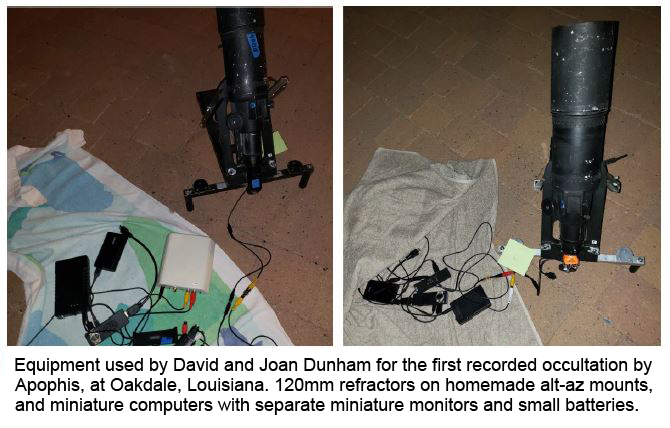 Equipment used by David and Joan Dunham for the first recorded occultation by
Apophis, at Oakdale, Louisiana. 120mm refractors on homemade alt-az mounts,
and miniature computers with separate miniature monitors and small batteries.